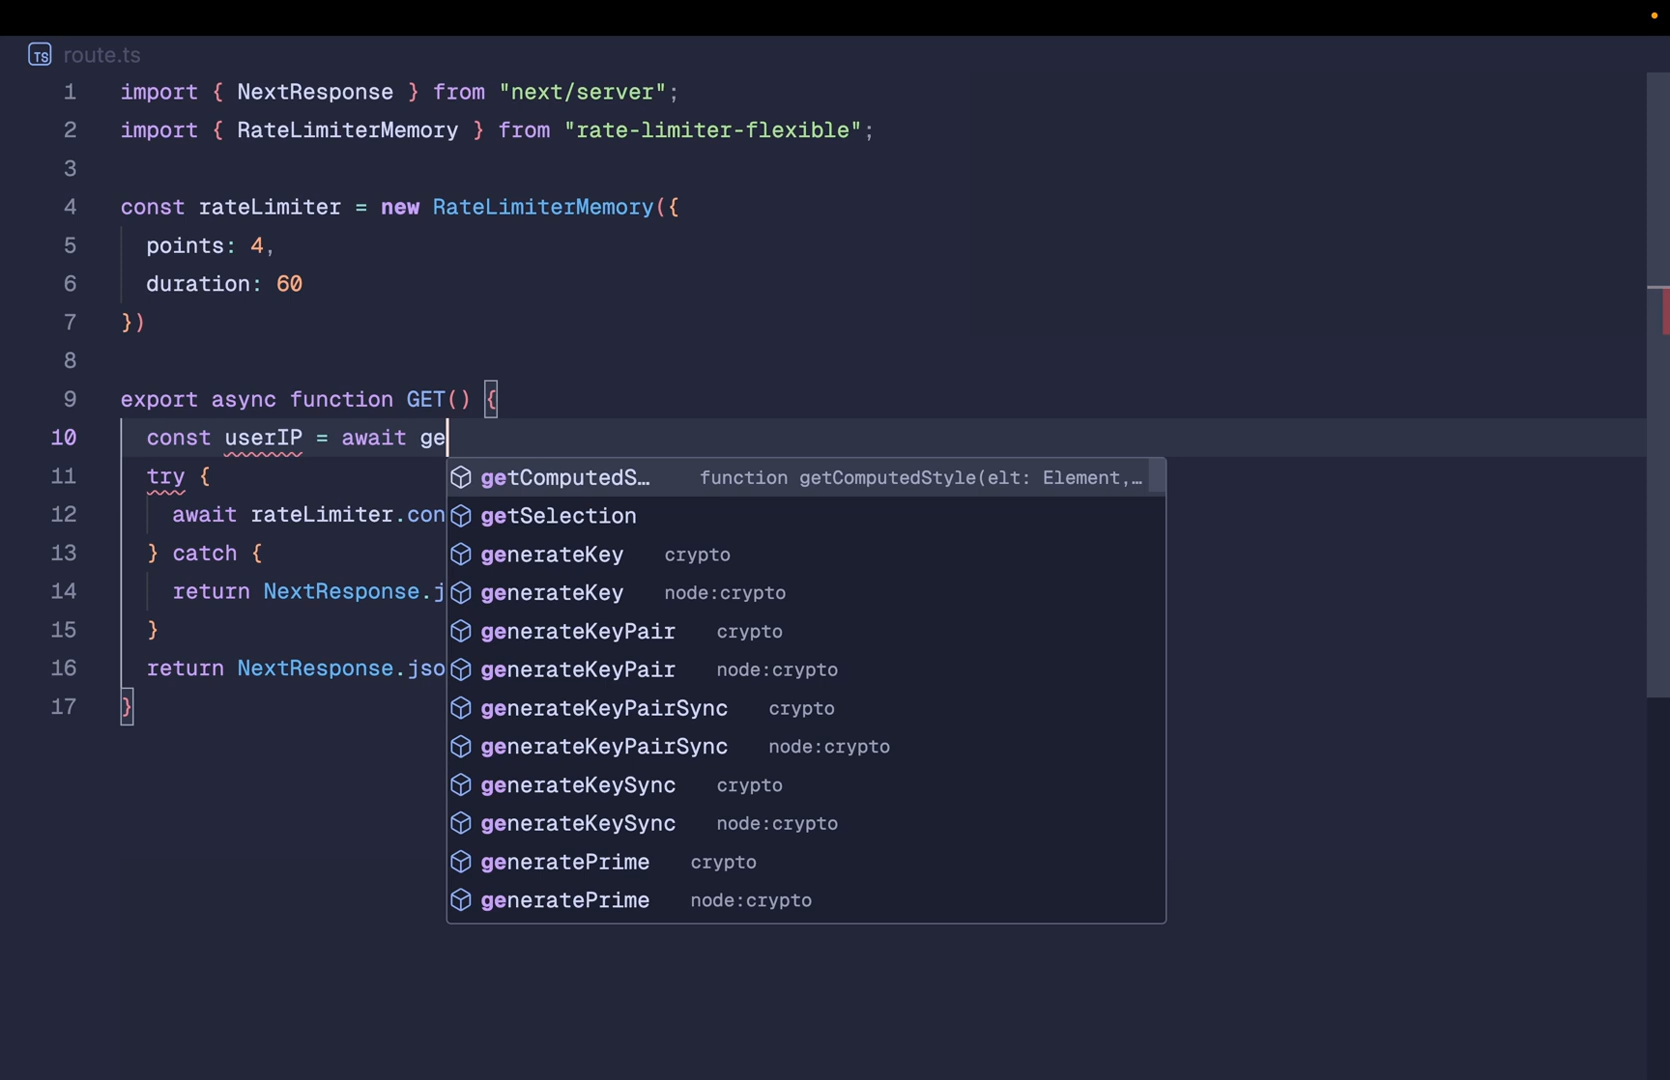 TS route.ts
1 import { NextResponse } from "next/server";
2 import { RateLimiterMemory } from "rate-limiter-flexible";
3
4 const rateLimiter = new RateLimiterMemory({
5 points: 4,
6 duration: 60
7 })
8
9 export async function GET() {
10 const userIP = await ge
11 try {
12 await rateLimiter.con
13 } catch {
14 return NextResponse.j
15 }
16 return NextResponse.jso
17 }
getComputedS… function getComputedStyle(elt: Element,…
getSelection
generateKey crypto
generateKey node:crypto
generateKeyPair crypto
generateKeyPair node:crypto
generateKeyPairSync crypto
generateKeyPairSync node:crypto
generateKeySync crypto
generateKeySync node:crypto
generatePrime crypto
generatePrime node:crypto